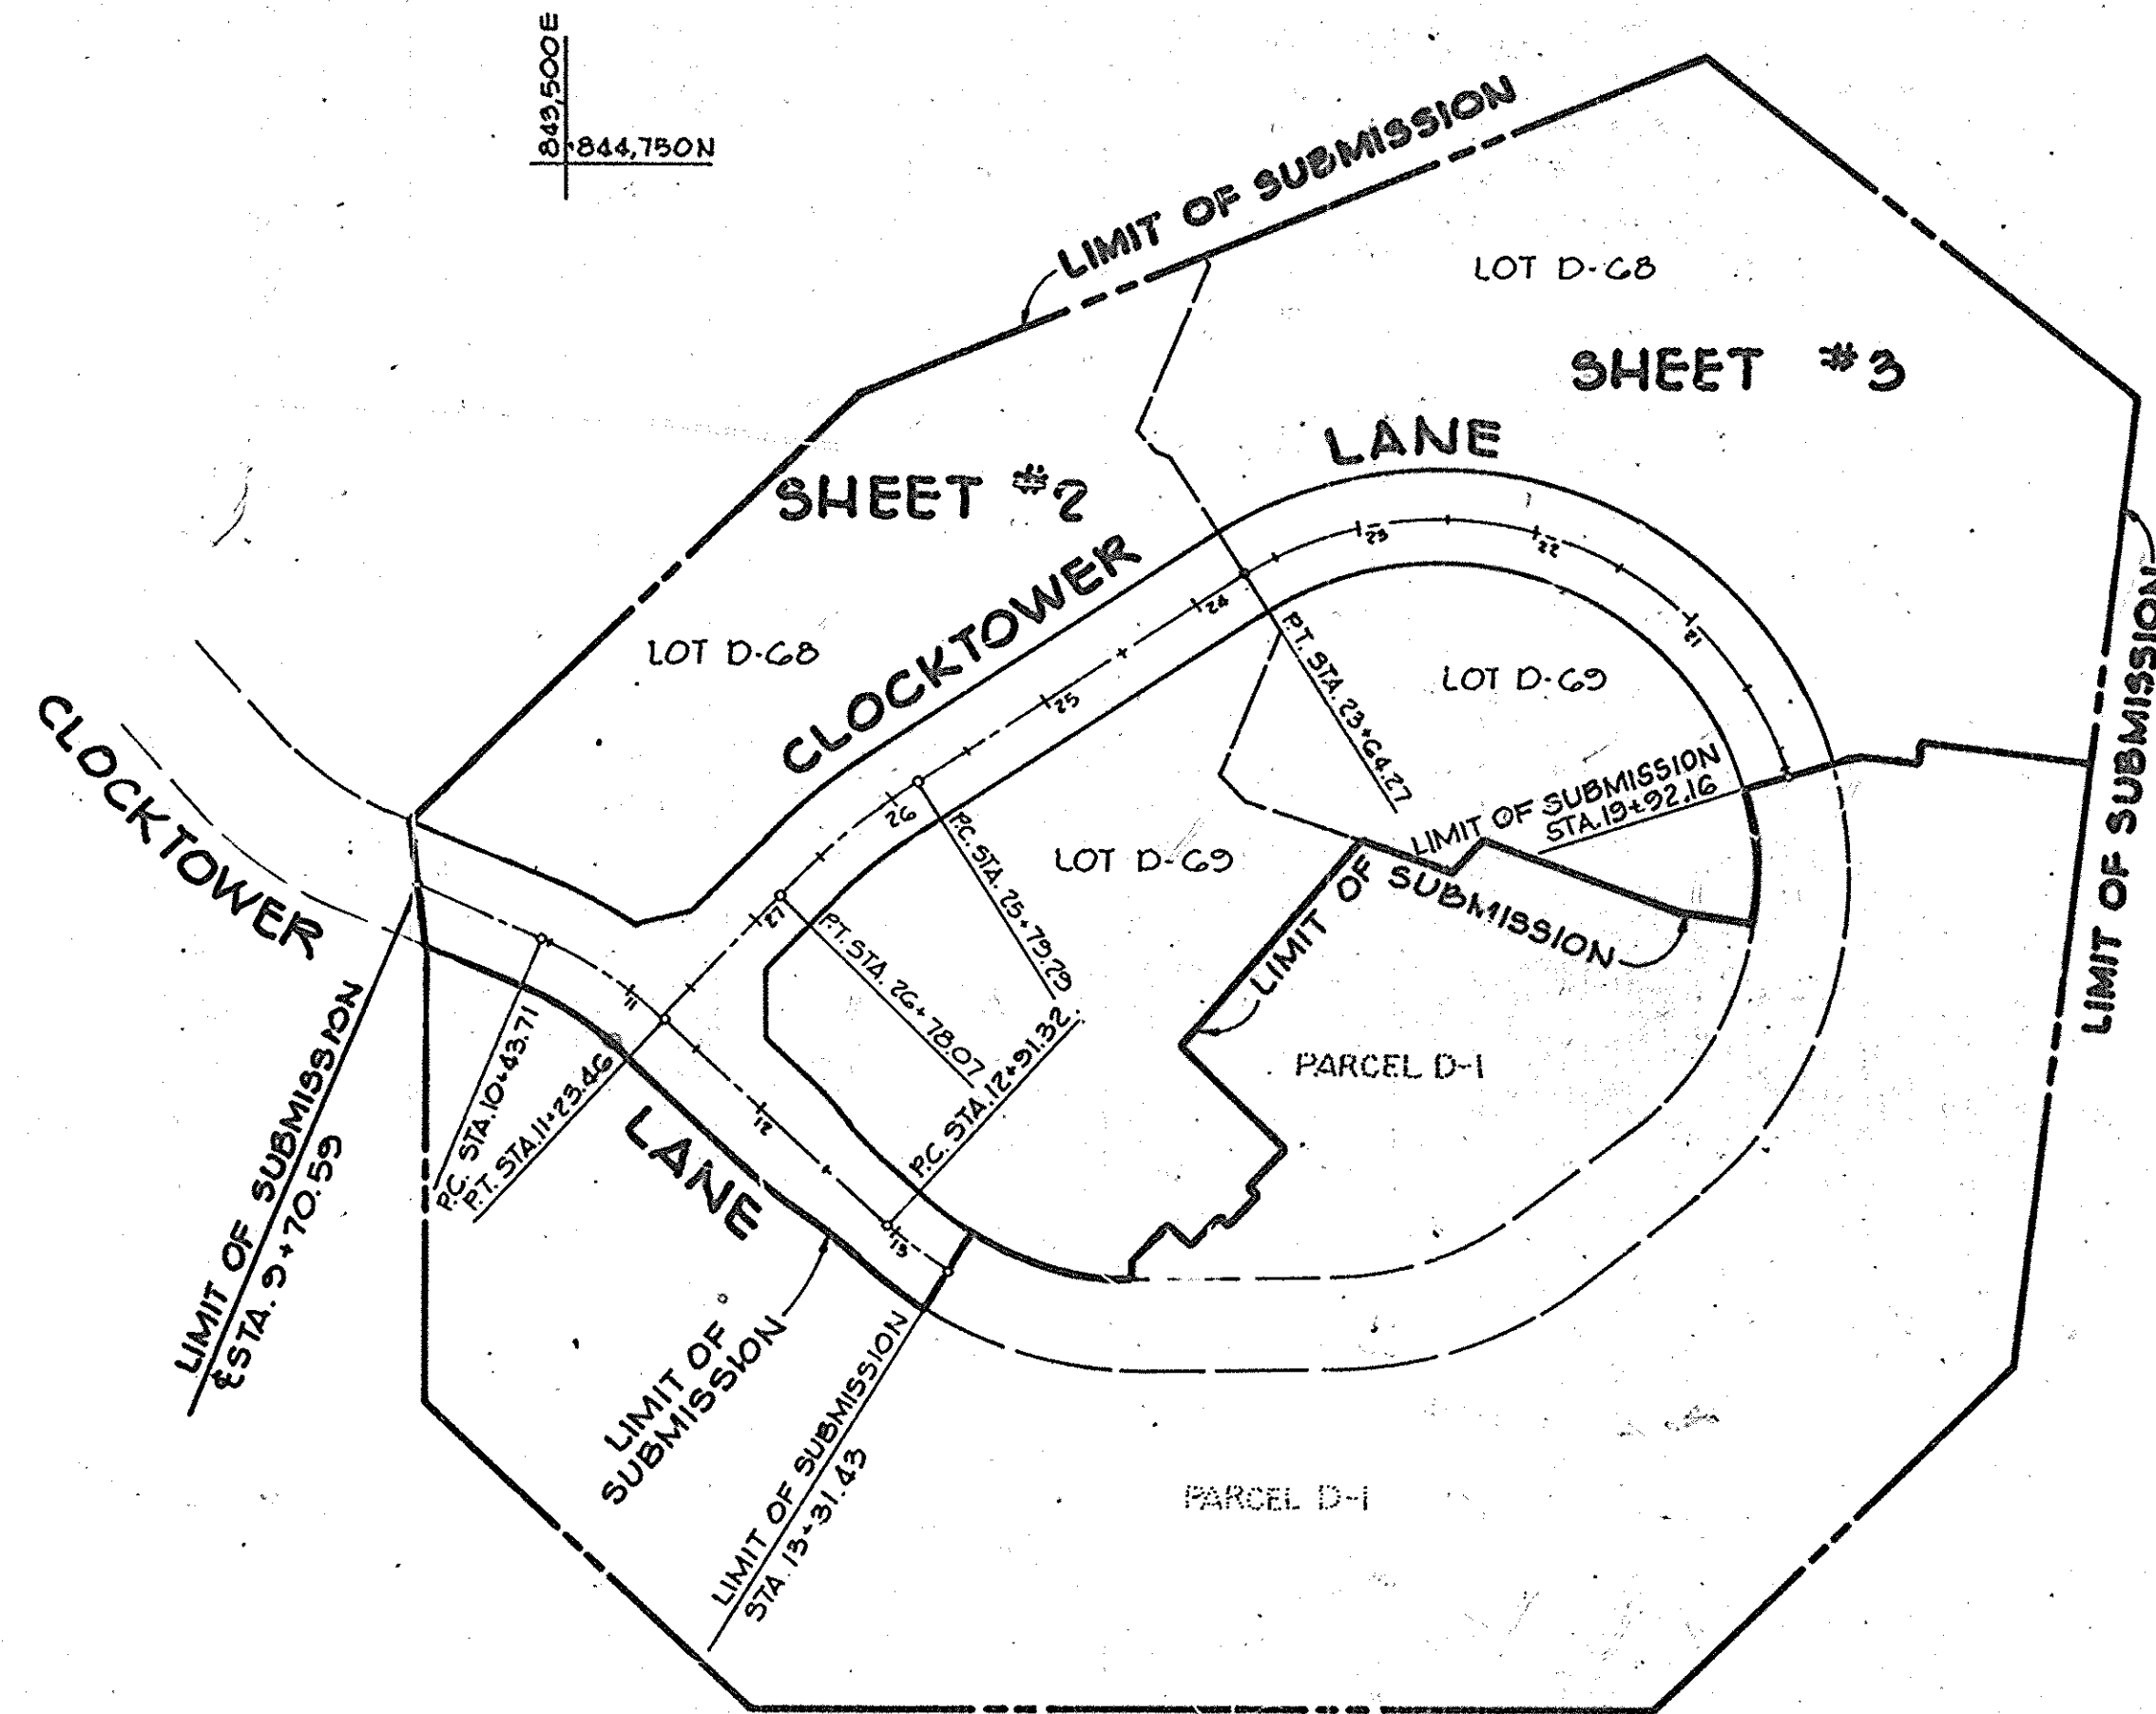 843,500E
844,750N
LIMIT OF SUBMISSION
LOT D-68
SHEET #3
LANE
SHEET #2
CLOCKTOWER
23
22
21
24
25
26
27
LOT D-68
LOT D-69
P.T. STA. 23+64.27
LIMIT OF SUBMISSION
STA. 19+92.16
LIMIT OF SUBMISSION
CLOCKTOWER
LOT D-69
P.C. STA. 25+79.29
P.T. STA. 26+78.07
P.C. STA. 12+91.32
LIMIT OF SUBMISSION
PARCEL D-1
11
12
13
P.C. STA. 10+43.71
P.T. STA. 11+23.46
LANE
LIMIT OF SUBMISSION
℄ STA. 9+70.59
LIMIT OF
SUBMISSION
LIMIT OF SUBMISSION
STA. 13+31.43
PARCEL D-1